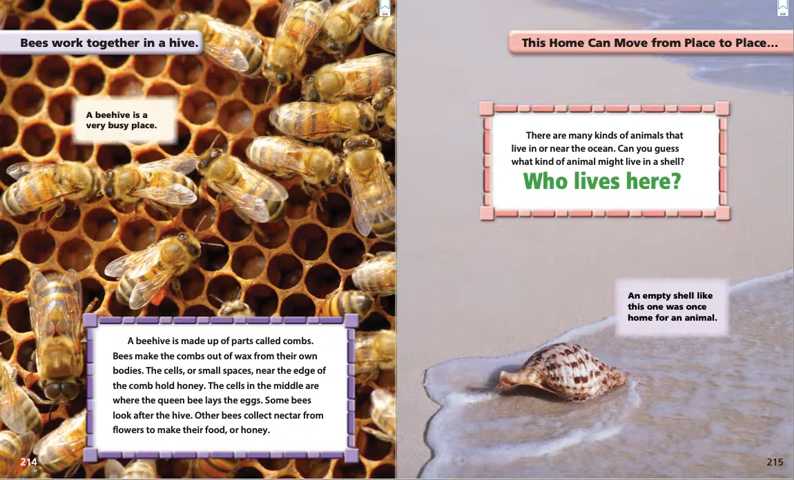 Bees work together in a hive.
A beehive is a
very busy place.
A beehive is made up of parts called combs.
Bees make the combs out of wax from their own
bodies. The cells, or small spaces, near the edge of
the comb hold honey. The cells in the middle are
where the queen bee lays the eggs. Some bees
look after the hive. Other bees collect nectar from
flowers to make their food, or honey.
214
This Home Can Move from Place to Place...
There are many kinds of animals that
live in or near the ocean. Can you guess
what kind of animal might live in a shell?
Who lives here?
An empty shell like
this one was once
home for an animal.
215